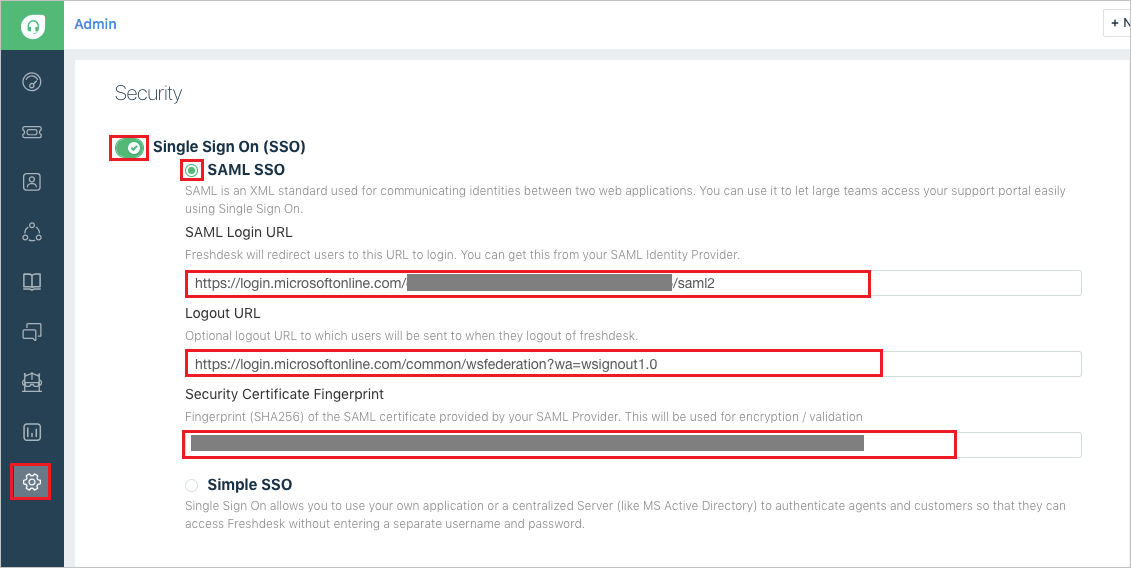 Admin
+ N
Security
Single Sign On (SSO)
SAML SSO
SAML is an XML standard used for communicating identities between two web applications. You can use it to let large teams access your support portal easily
using Single Sign On.
SAML Login URL
Freshdesk will redirect users to this URL to login. You can get this from your SAML Identity Provider.
https://login.microsoftonline.com/ /saml2
Logout URL
Optional logout URL to which users will be sent to when they logout of freshdesk.
https://login.microsoftonline.com/common/wsfederation?wa=wsignout1.0
Security Certificate Fingerprint
Fingerprint (SHA256) of the SAML certificate provided by your SAML Provider. This will be used for encryption / validation
Simple SSO
Single Sign On allows you to use your own application or a centralized Server (like MS Active Directory) to authenticate agents and customers so that they can
access Freshdesk without entering a separate username and password.